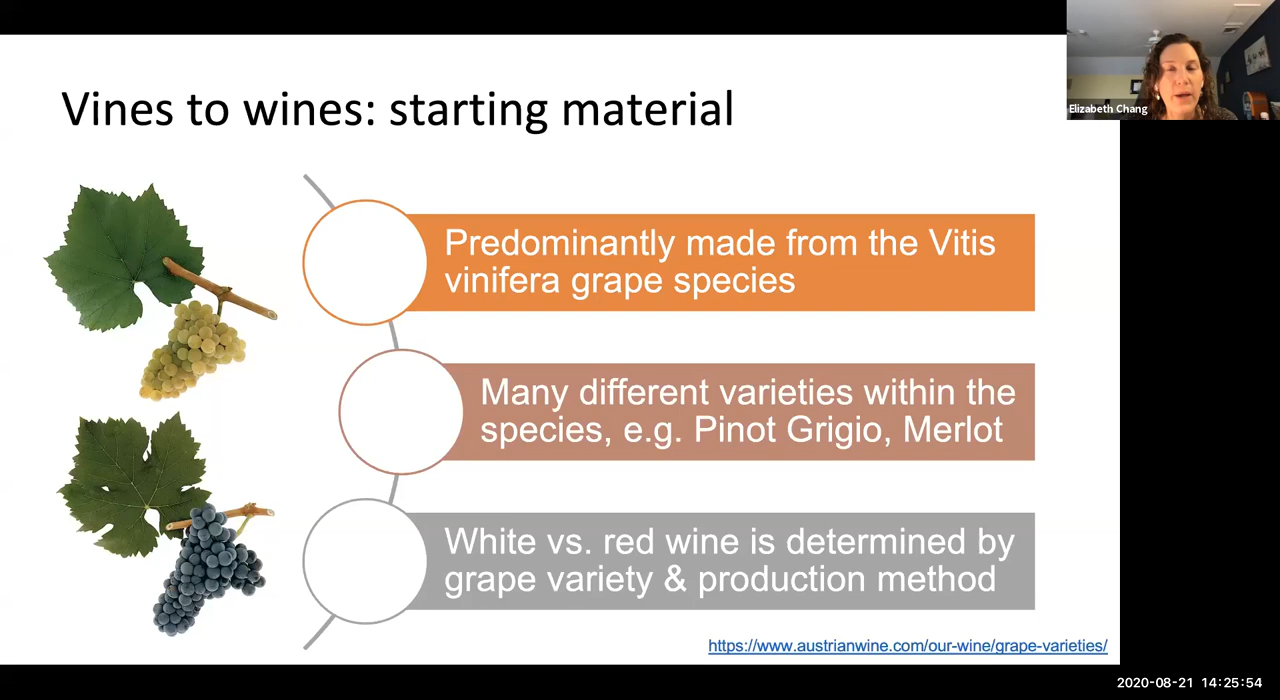 Vines to wines: starting material
Elizabeth Chang
Predominantly made from the Vitis
vinifera grape species
Many different varieties within the
species, e.g. Pinot Grigio, Merlot
White vs. red wine is determined by
grape variety & production method
https://www.austrianwine.com/our-wine/grape-varieties/
2020-08-21 14:25:54